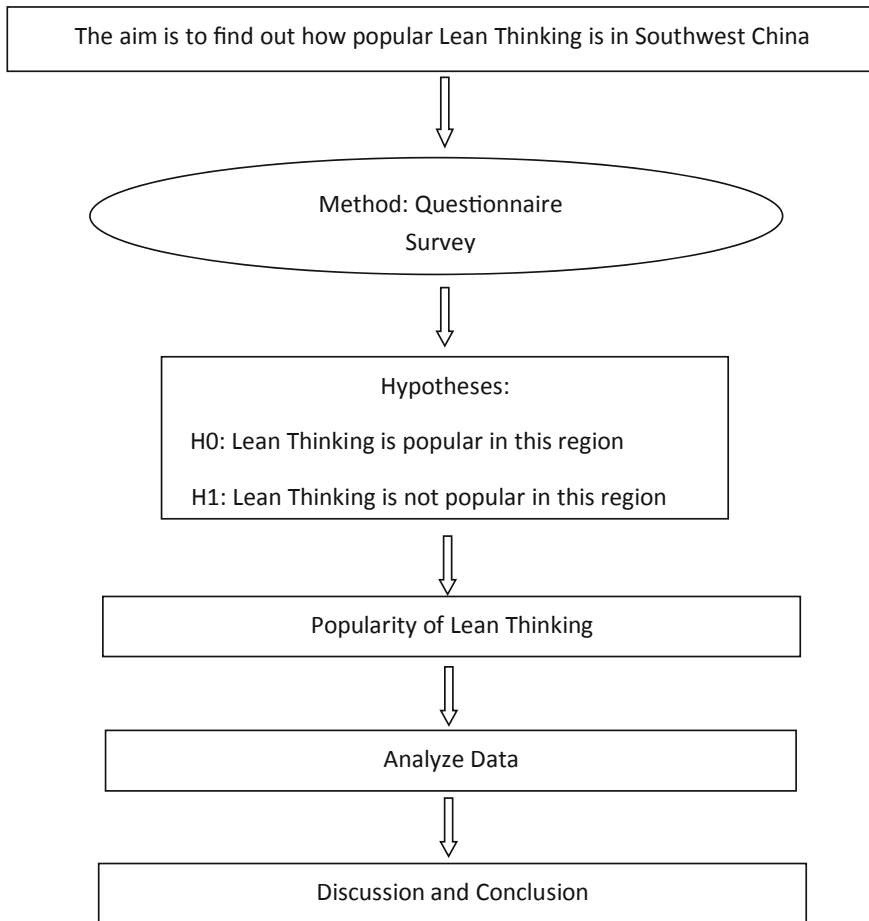 The aim is to find out how popular Lean Thinking is in Southwest China
Method: Questionnaire
Survey
Hypotheses:
H0: Lean Thinking is popular in this region
H1: Lean Thinking is not popular in this region
Popularity of Lean Thinking
Analyze Data
Discussion and Conclusion